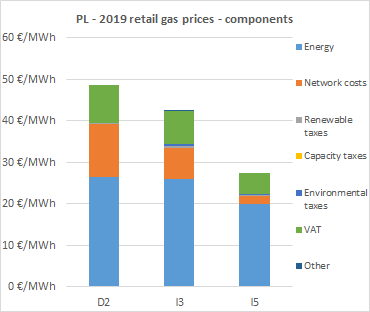 PL - 2019 retail gas prices - components
60 €/MWh
50 €/MWh
40 €/MWh
30 €/MWh
20 €/MWh
10 €/MWh
0 €/MWh
D2
I3
I5
Energy
Network costs
Renewable
taxes
Capacity taxes
Environmental
taxes
VAT
Other